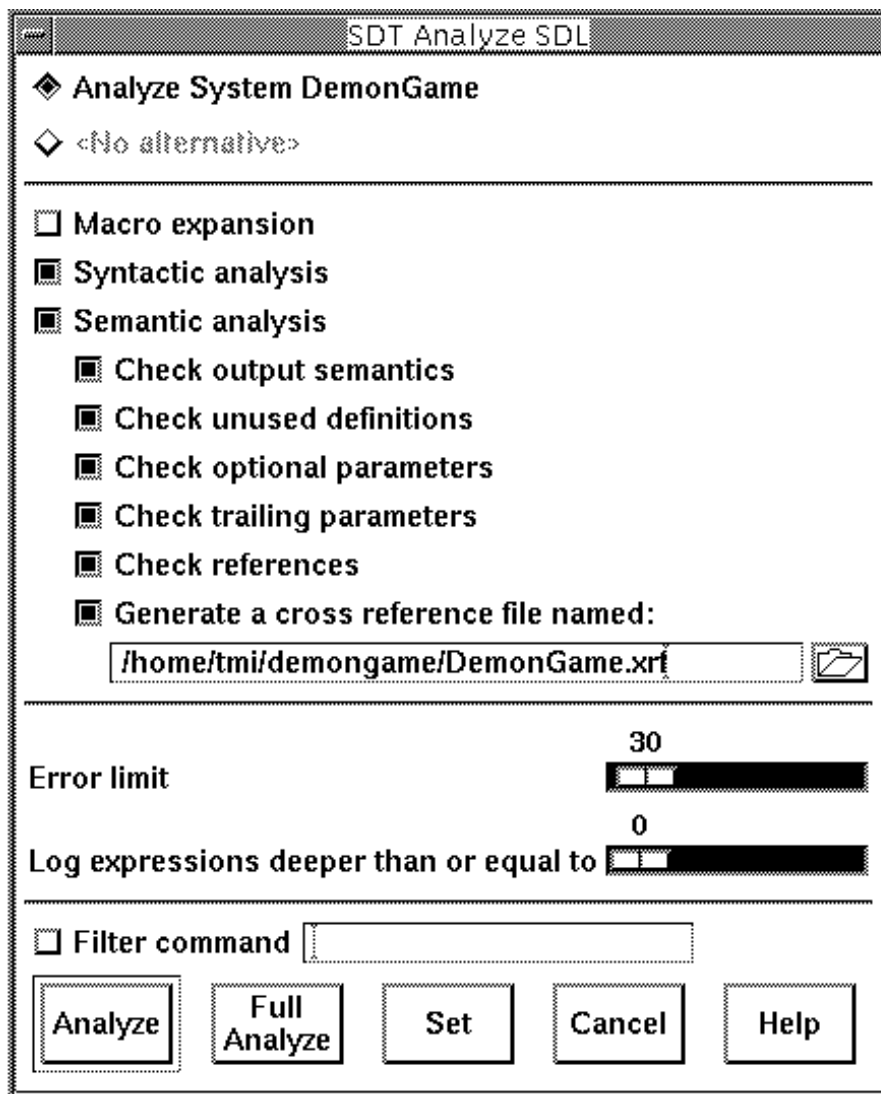 SDT Analyze SDL
Analyze System DemonGame
<No alternative>
Macro expansion
Syntactic analysis
Semantic analysis
Check output semantics
Check unused definitions
Check optional parameters
Check trailing parameters
Check references
Generate a cross reference file named:
/home/tmi/demongame/DemonGame.xrf
30
Error limit
0
Log expressions deeper than or equal to
Filter command
Analyze
Full
Analyze
Set
Cancel
Help